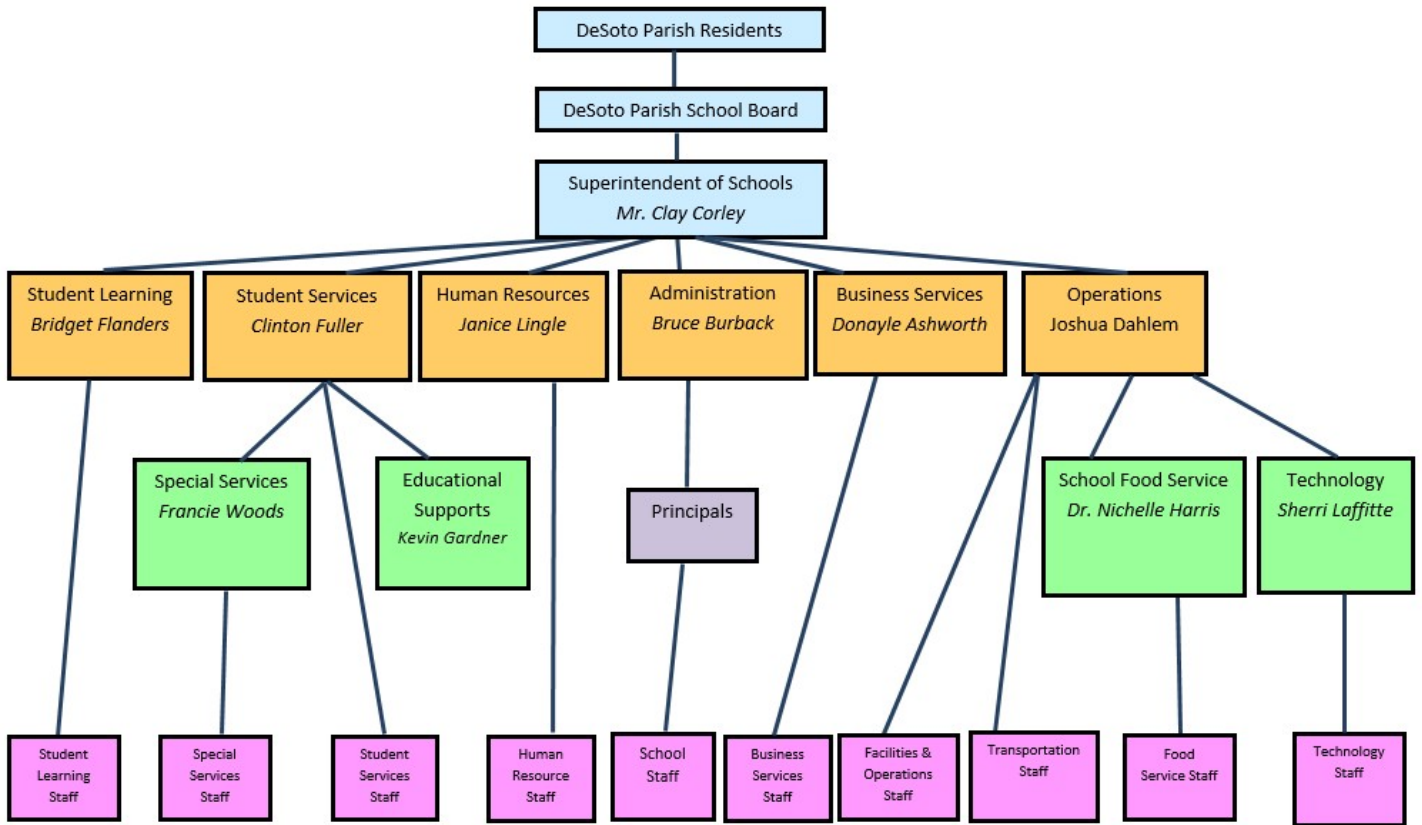 DeSoto Parish Residents
DeSoto Parish School Board
Superintendent of Schools
Mr. Clay Corley
Student Learning
Bridget Flanders
Student Services
Clinton Fuller
Human Resources
Janice Lingle
Administration
Bruce Burback
Business Services
Donayle Ashworth
Operations
Joshua Dahlem
Special Services
Francie Woods
Educational
Supports
Kevin Gardner
Principals
School Food Service
Dr. Nichelle Harris
Technology
Sherri Laffitte
Student
Learning
Staff
Special
Services
Staff
Student
Services
Staff
Human
Resource
Staff
School
Staff
Business
Services
Staff
Facilities &
Operations
Staff
Transportation
Staff
Food
Service Staff
Technology
Staff